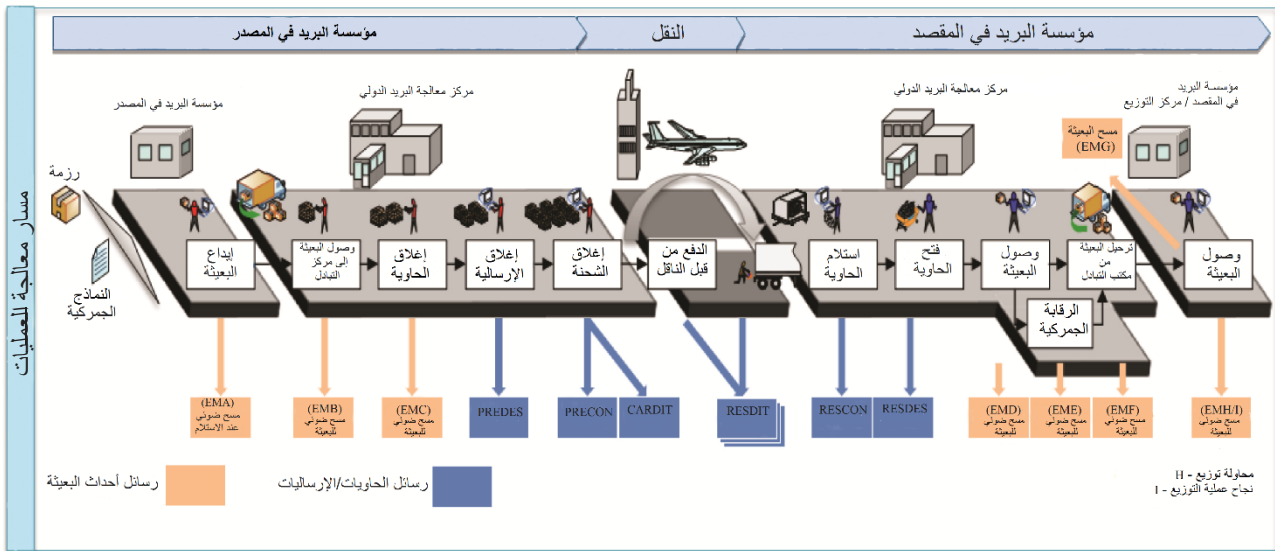 مؤسسة البريد في المصدر
النقل
مؤسسة البريد في المقصد
مسار معالجة للعمليات
مؤسسة البريد في المصدر
مركز معالجة البريد الدولي
مركز معالجة البريد الدولي
مؤسسة البريد
في المقصد / مركز التوزيع
مسح البعيثة
(EMG)
رزمة
النماذج
الجمركية
إيداع
البعيثة
وصول البعيثة
إلى مركز
التبادل
إغلاق
الحاوية
إغلاق
الإرسالية
إغلاق
الشحنة
الدفع من
قبل الناقل
استلام
الحاوية
فتح
الحاوية
وصول
البعيثة
ترحيل البعيثة
من
مكتب التبادل
وصول
البعيثة
الرقابة
الجمركية
(EMA)
مسح ضوئي
عند الاستلام
(EMB)
مسح ضوئي
للبعيثة
(EMC)
مسح ضوئي
للبعيثة
PREDES
PRECON
CARDIT
RESDIT
RESCON
RESDES
(EMD)
مسح ضوئي
للبعيثة
(EME)
مسح ضوئي
للبعيثة
(EMF)
مسح ضوئي
للبعيثة
(EMH/I)
مسح ضوئي
للبعيثة
رسائل أحداث البعيثة
رسائل الحاويات/الإرساليات
محاولة توزيع - H
نجاح عملية التوزيع - I